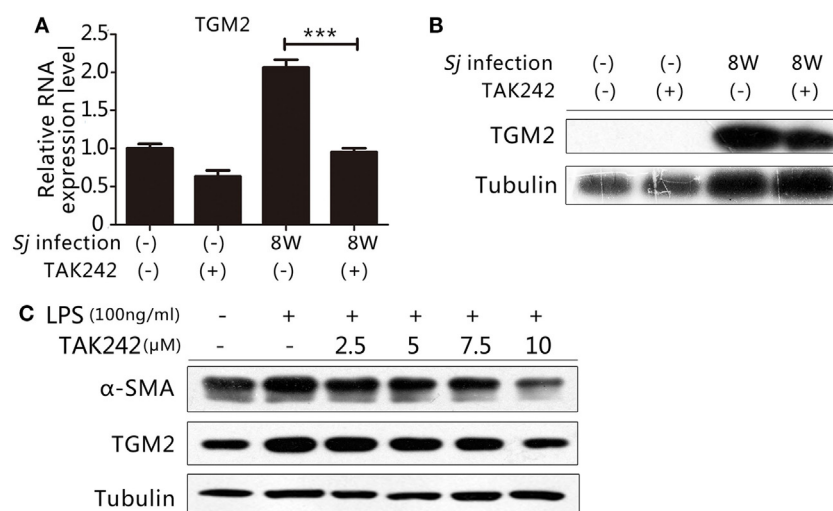 A
TGM2
***
Relative RNA
expression level
2.5
2.0
1.0
0.5
0
Sj infection (-) (-) 8W 8W
TAK242 (-) (+) (-) (+)
B
Sj infection (-) (-) 8W 8W
TAK242 (-) (+) (-) (+)
TGM2
Tubulin
C LPS (100ng/ml) - + + + + +
TAK242(μM) - - 2.5 5 7.5 10
α-SMA
TGM2
Tubulin